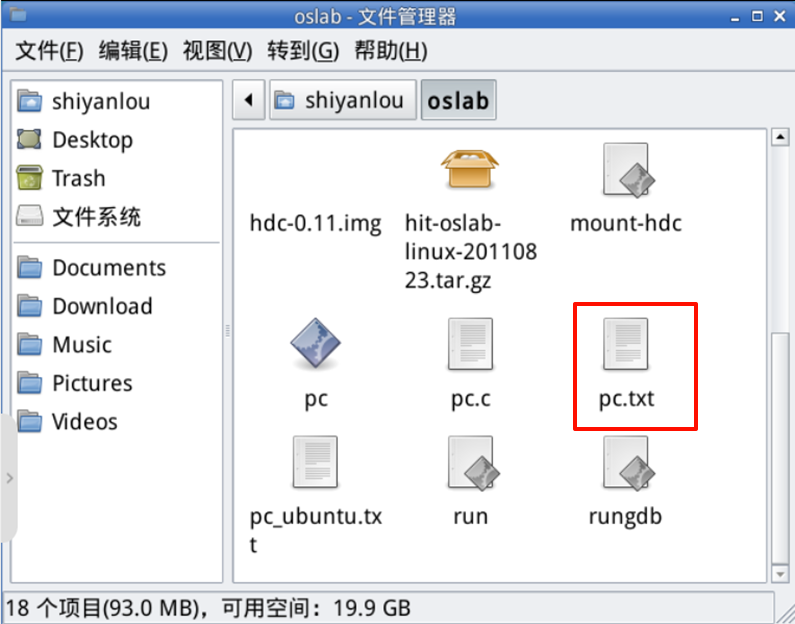 oslab - 文件管理器
文件(F) 编辑(E) 视图(V) 转到(G) 帮助(H)
shiyanlou
Desktop
Trash
文件系统
Documents
Download
Music
Pictures
Videos
shiyanlou
oslab
hdc-0.11.img
hit-oslab-
linux-201108
23.tar.gz
mount-hdc
pc
pc.c
pc.txt
pc_ubuntu.tx
t
run
rungdb
18 个项目(93.0 MB)，可用空间：19.9 GB